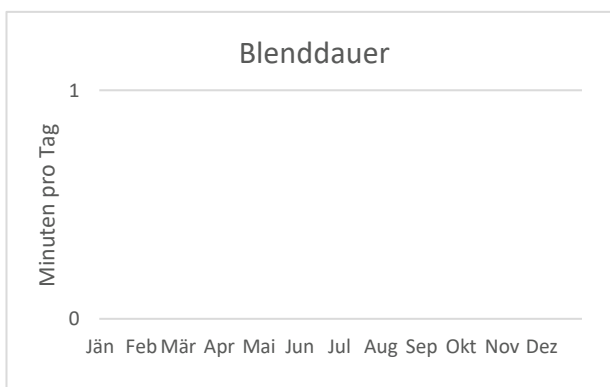 Blenddauer
1
Minuten pro Tag
0
Jän Feb Mär Apr Mai Jun Jul Aug Sep Okt Nov Dez